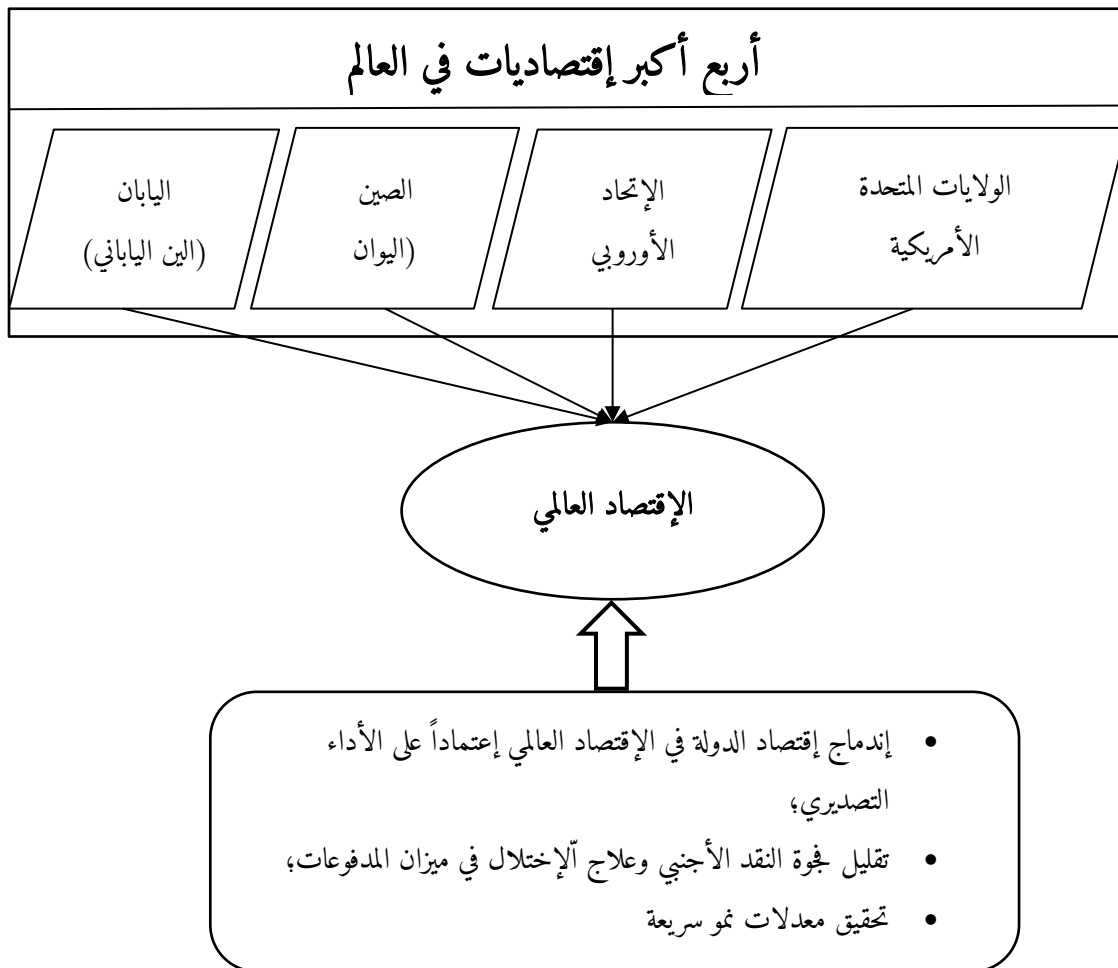 أربع أكبر إقتصاديات في العالم
الولايات المتحدة
الأمريكية
الإتحاد
الأوروبي
الصين
(اليوان
اليابان
(الين الياباني)
الإقتصاد العالمي
• إندماج إقتصاد الدولة في الإقتصاد العالمي إعتماداً على الأداء
التصديري؛
• تقليل فجوة النقد الأجنبي وعلاج اّلإختلال في ميزان المدفوعات؛
• تحقيق معدلات نمو سريعة